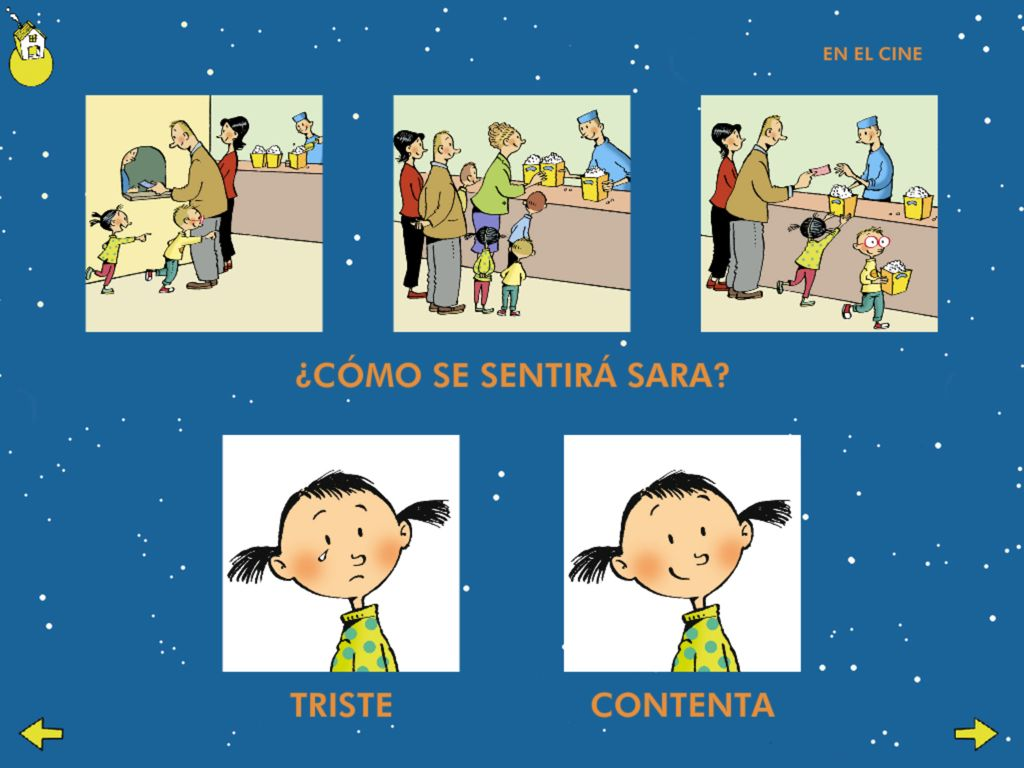 EN EL CINE
¿CÓMO SE SENTIRÁ SARA?
TRISTE
CONTENTA